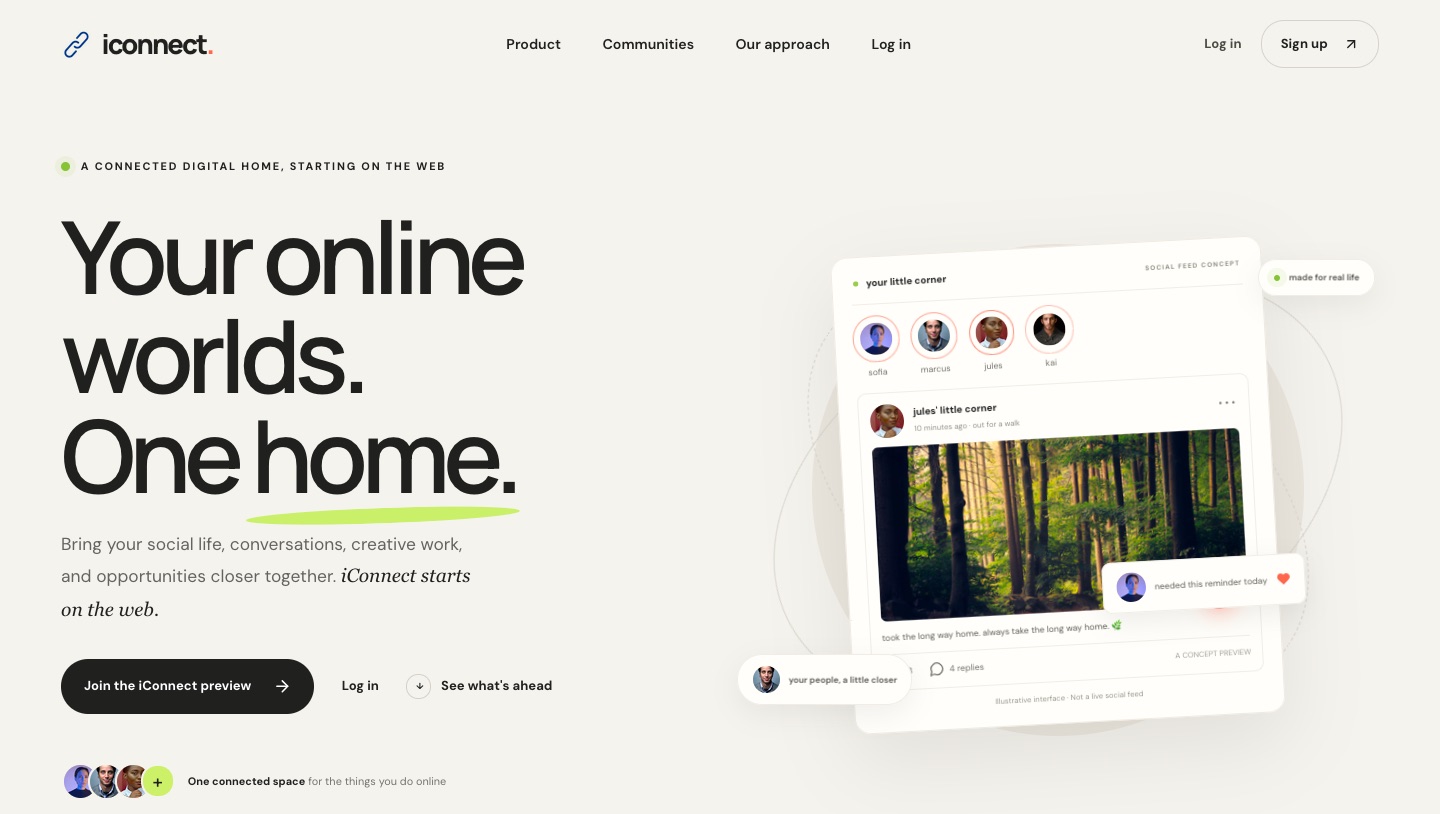 iconnect.
Product
Communities
Our approach
Log in
Log in
Sign up
A CONNECTED DIGITAL HOME, STARTING ON THE WEB
Your online
worlds.
One home.
Bring your social life, conversations, creative work,
and opportunities closer together. iConnect starts
on the web.
Join the iConnect preview
Log in
See what's ahead
+
One connected space for the things you do online
your little corner
SOCIAL FEED CONCEPT
made for real life
sofia
marcus
jules
kai
jules' little corner
10 minutes ago · out for a walk
needed this reminder today
took the long way home. always take the long way home.
4 replies
A CONCEPT PREVIEW
your people, a little closer
Illustrative interface · Not a live social feed